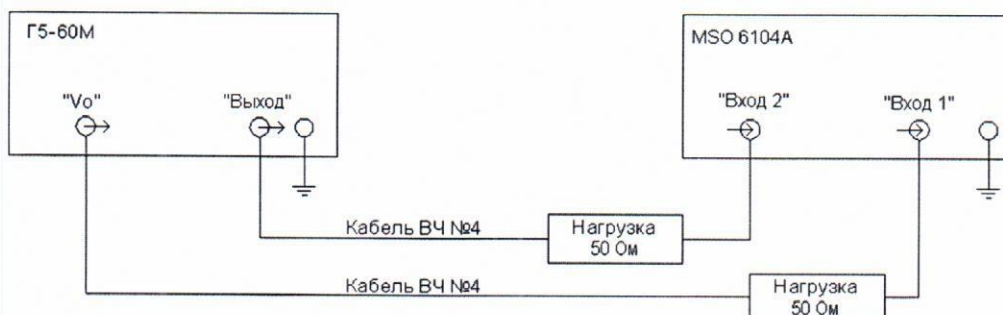 Г5-60М
MSO 6104A
"Vo"
"Выход"
"Вход 2"
"Вход 1"
Кабель ВЧ №4
Нагрузка
50 Ом
Кабель ВЧ №4
Нагрузка
50 Ом